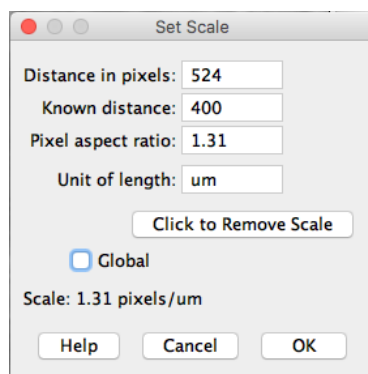 Set Scale
Distance in pixels: 524
Known distance: 400
Pixel aspect ratio: 1.31
Unit of length: um
Click to Remove Scale
Global
Scale: 1.31 pixels/um
Help Cancel OK